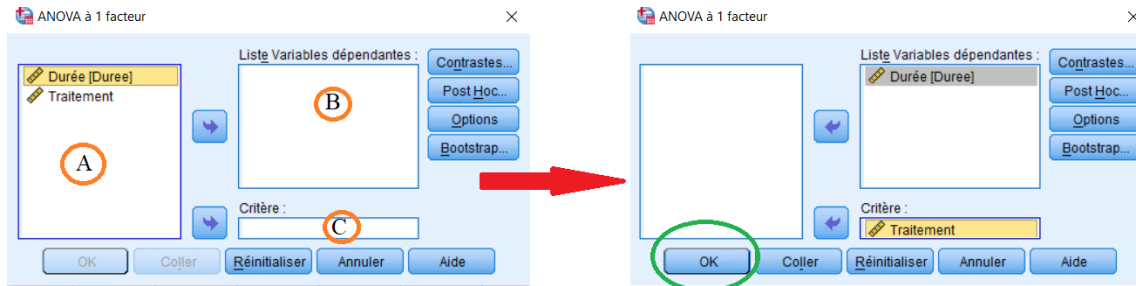 ANOVA à 1 facteur
Liste Variables dépendantes :
Durée [Duree]
Traitement
A
B
Contrastes...
Post Hoc...
Options
Bootstrap...
Critère :
C
OK
Coller
Réinitialiser
Annuler
Aide
ANOVA à 1 facteur
Liste Variables dépendantes :
Durée [Duree]
Contrastes...
Post Hoc...
Options
Bootstrap...
Critère :
Traitement
OK
Coller
Réinitialiser
Annuler
Aide